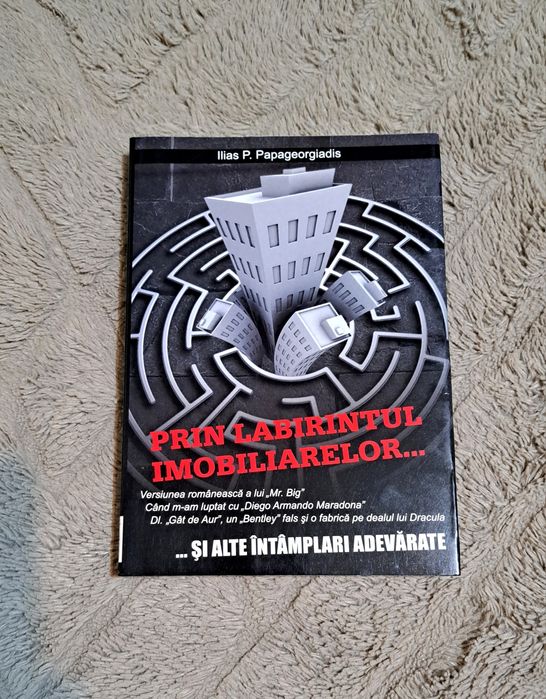 Ilias P. Papageorgiadis
PRIN LABIRINTUL
IMOBILIARELOR...
Versiunea românească a lui „Mr. Big”
Când m-am luptat cu „Diego Armando Maradona”
Dl. „Gât de Aur”, un „Bentley” fals şi o fabrică pe dealul lui Dracula
... ŞI ALTE ÎNTÂMPLARI ADEVĂRATE